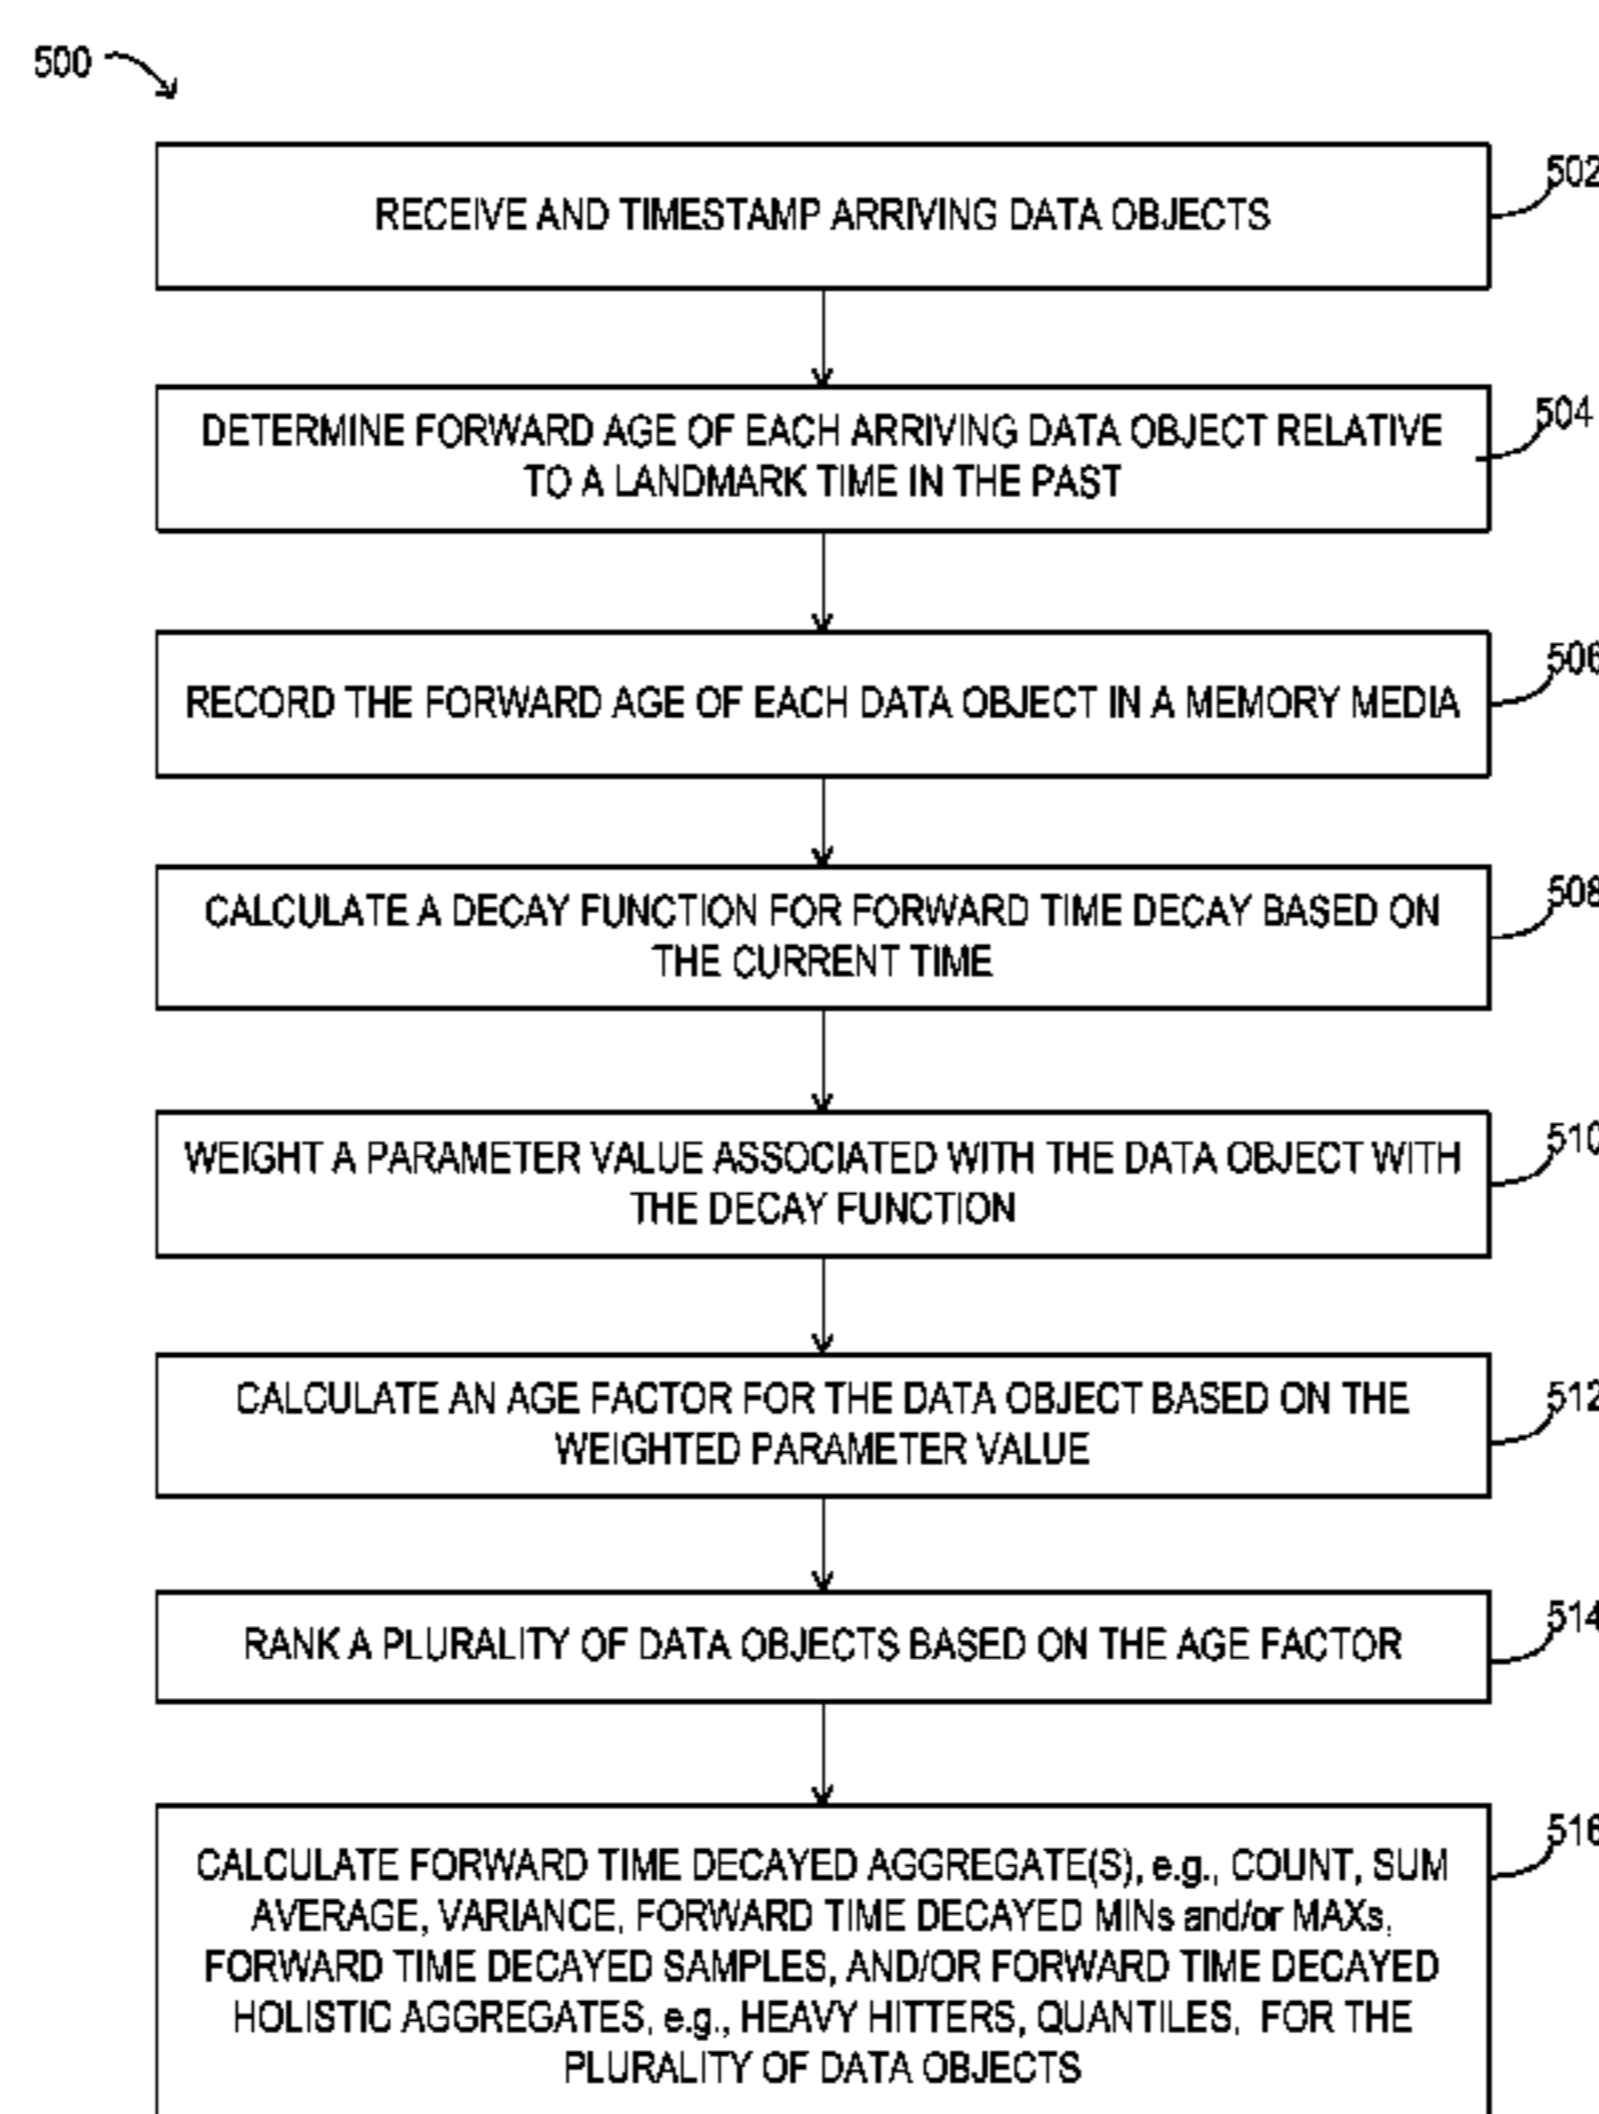 500
502
RECEIVE AND TIMESTAMP ARRIVING DATA OBJECTS
504
DETERMINE FORWARD AGE OF EACH ARRIVING DATA OBJECT RELATIVE
TO A LANDMARK TIME IN THE PAST
506
RECORD THE FORWARD AGE OF EACH DATA OBJECT IN A MEMORY MEDIA
508
CALCULATE A DECAY FUNCTION FOR FORWARD TIME DECAY BASED ON
THE CURRENT TIME
510
WEIGHT A PARAMETER VALUE ASSOCIATED WITH THE DATA OBJECT WITH
THE DECAY FUNCTION
512
CALCULATE AN AGE FACTOR FOR THE DATA OBJECT BASED ON THE
WEIGHTED PARAMETER VALUE
514
RANK A PLURALITY OF DATA OBJECTS BASED ON THE AGE FACTOR
516
CALCULATE FORWARD TIME DECAYED AGGREGATE(S), e.g., COUNT, SUM
AVERAGE, VARIANCE, FORWARD TIME DECAYED MINs and/or MAXs,
FORWARD TIME DECAYED SAMPLES, AND/OR FORWARD TIME DECAYED
HOLISTIC AGGREGATES, e.g., HEAVY HITTERS, QUANTILES, FOR THE
PLURALITY OF DATA OBJECTS